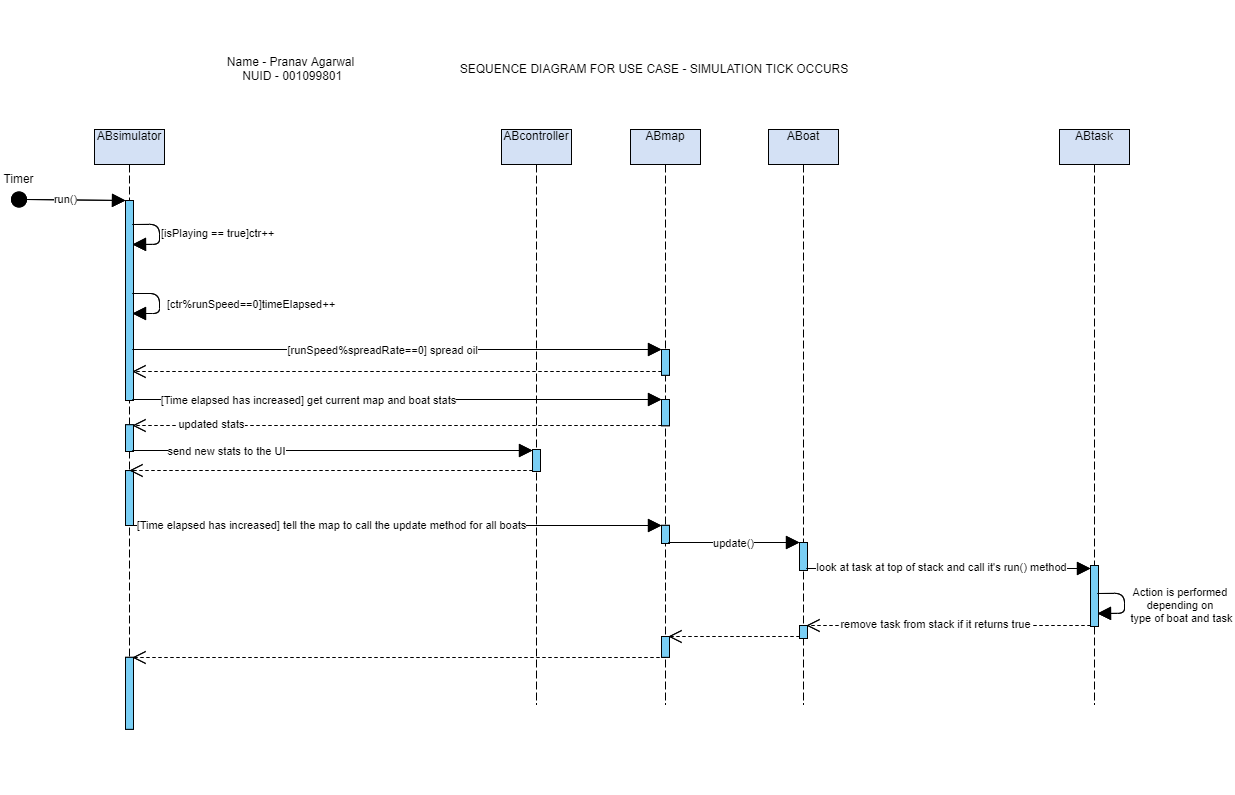 Name - Pranav Agarwal
NUID - 001099801
SEQUENCE DIAGRAM FOR USE CASE - SIMULATION TICK OCCURS
ABsimulator
ABcontroller
ABmap
ABoat
ABtask
Timer
run()
[isPlaying == true]ctr++
[ctr%runSpeed==0]timeElapsed++
[runSpeed%spreadRate==0] spread oil
[Time elapsed has increased] get current map and boat stats
updated stats
send new stats to the UI
[Time elapsed has increased] tell the map to call the update method for all boats
update()
look at task at top of stack and call it's run() method
Action is performed
depending on
type of boat and task
remove task from stack if it returns true